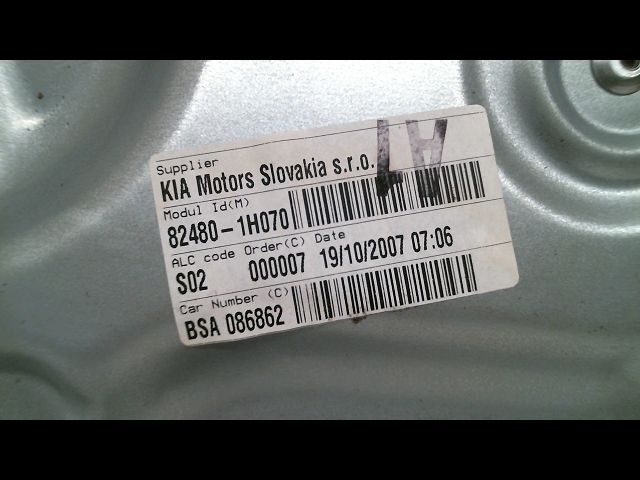 Supplier
KIA Motors Slovakia s.r.o.
Modul Id(M)
82480-1H070
ALC code Order(C) Date
S02 000007 19/10/2007 07:06
Car Number (C)
BSA 086862